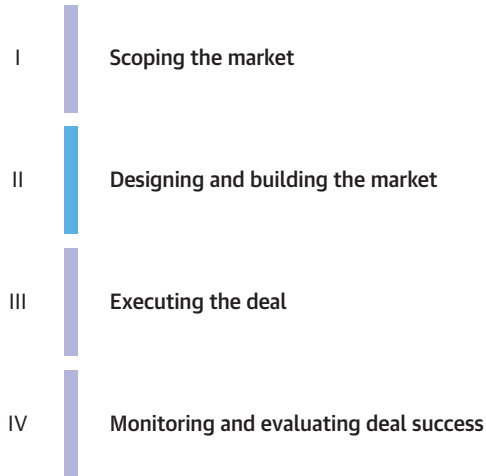 I Scoping the market
II Designing and building the market
III Executing the deal
IV Monitoring and evaluating deal success